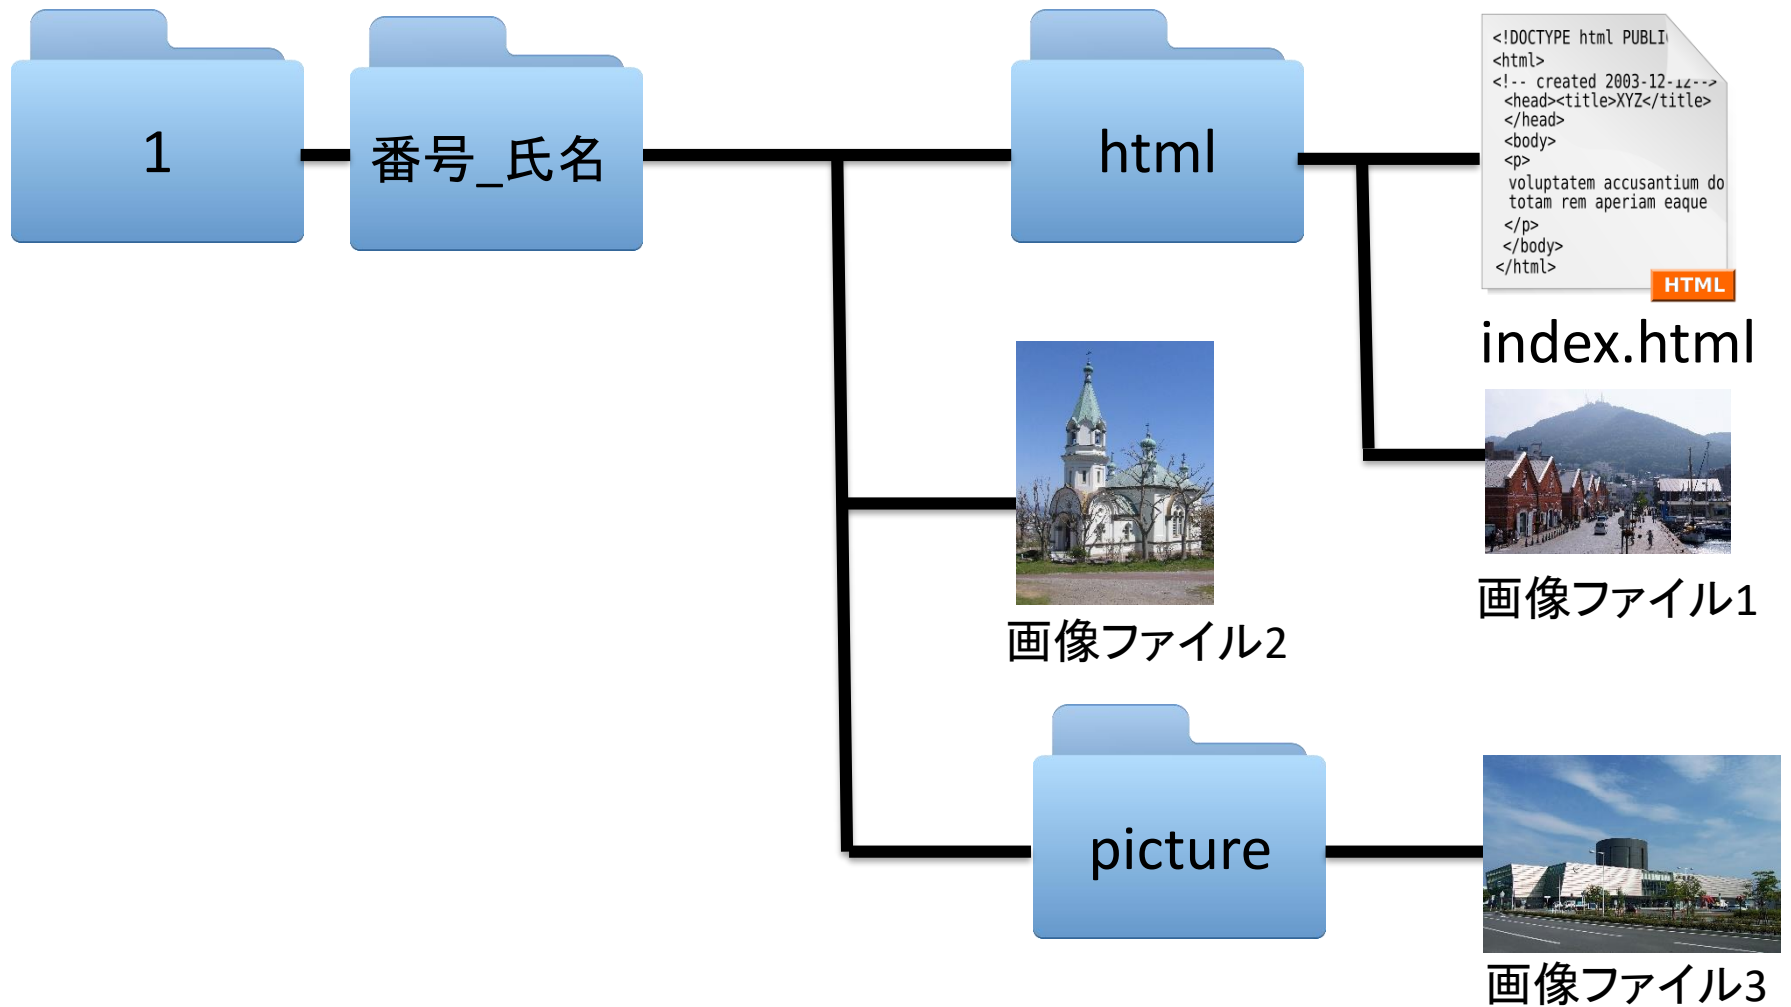 1
番号_氏名
html
<!DOCTYPE html PUBLI
<html>
<!-- created 2003-12-12-->
<head><title>XYZ</title>
</head>
<body>
<p>
voluptatem accusantium do
totam rem aperiam eaque
</p>
</body>
</html>
HTML
index.html
画像ファイル1
画像ファイル2
picture
画像ファイル3